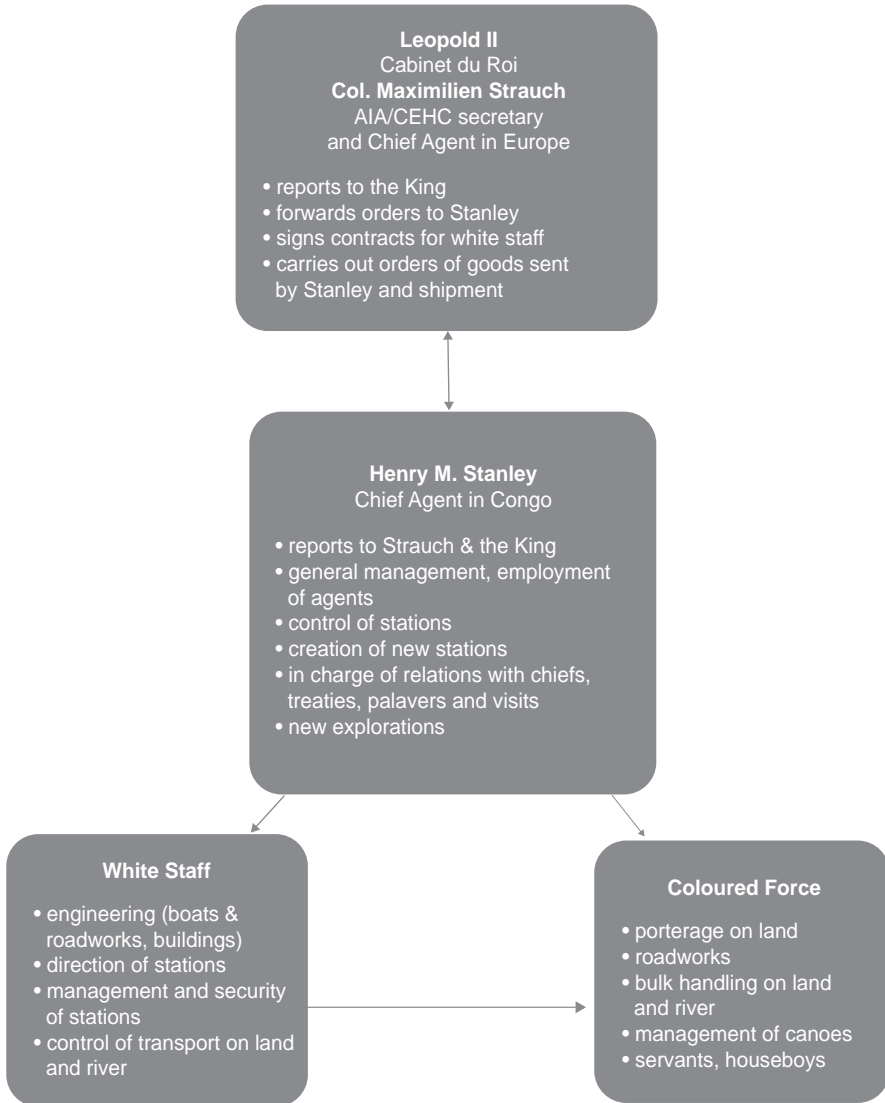 Leopold II
Cabinet du Roi
Col. Maximilien Strauch
AIA/CEHC secretary
and Chief Agent in Europe
• reports to the King
• forwards orders to Stanley
• signs contracts for white staff
• carries out orders of goods sent
by Stanley and shipment
Henry M. Stanley
Chief Agent in Congo
• reports to Strauch & the King
• general management, employment
of agents
• control of stations
• creation of new stations
• in charge of relations with chiefs,
treaties, palavers and visits
• new explorations
White Staff
• engineering (boats &
roadworks, buildings)
• direction of stations
• management and security
of stations
• control of transport on land
and river
Coloured Force
• porterage on land
• roadworks
• bulk handling on land
and river
• management of canoes
• servants, houseboys